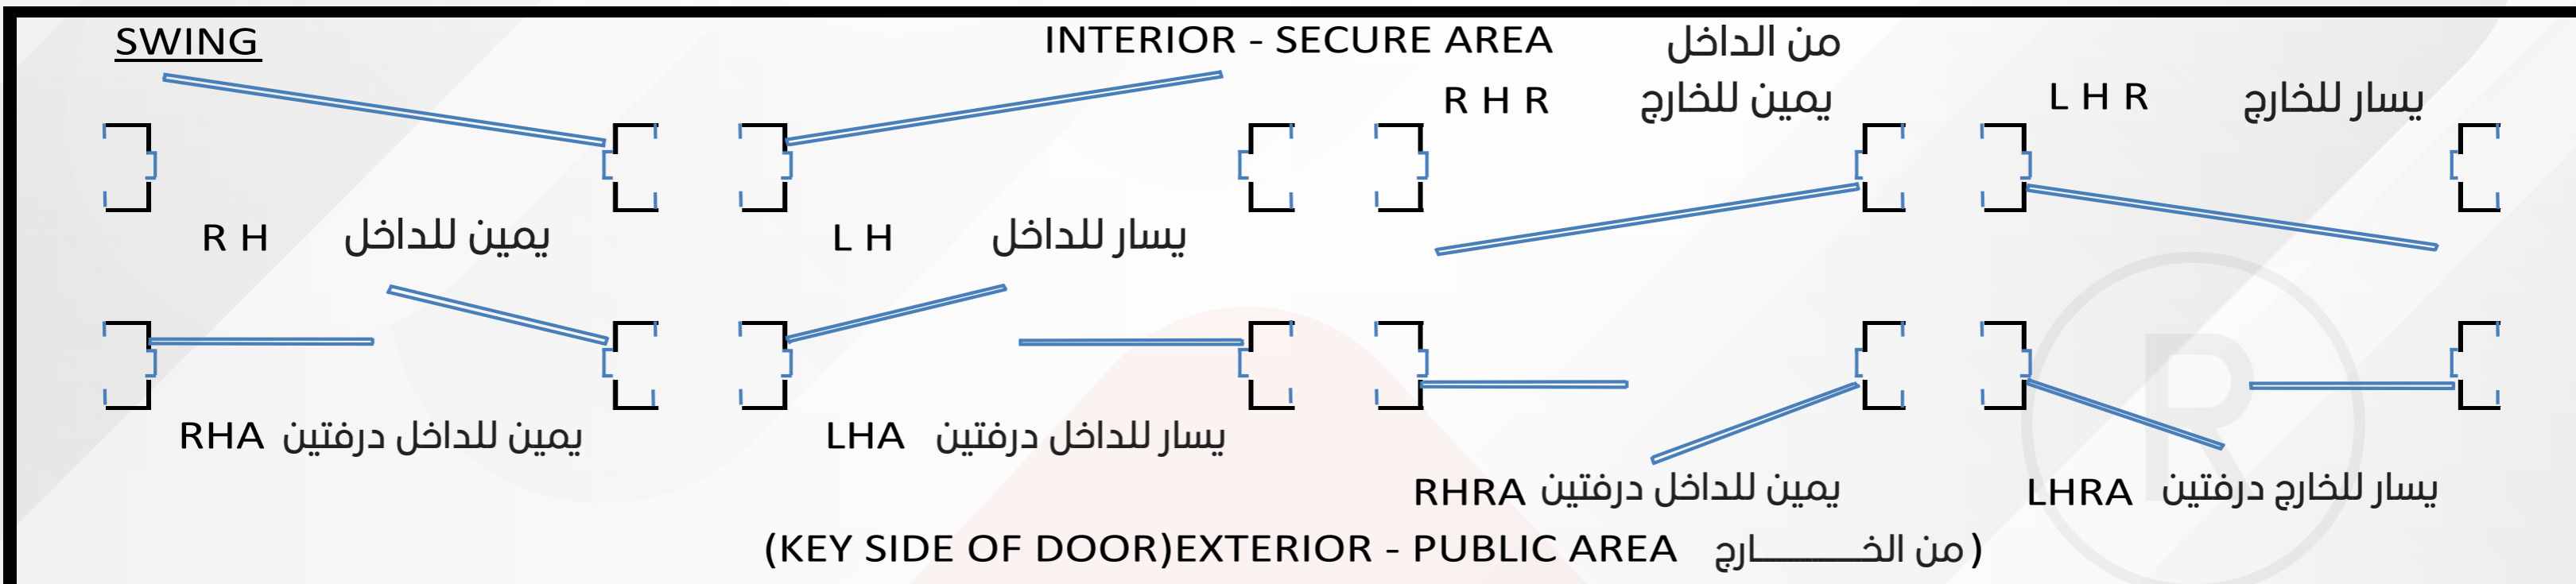 SWING
INTERIOR - SECURE AREA من الداخل
R H R يمين للخارج
L H R يسار للخارج
R H يمين للداخل
L H يسار للداخل
RHA يمين للداخل درفتين
LHA يسار للداخل درفتين
RHRA يمين للداخل درفتين
LHRA يسار للخارج درفتين
(KEY SIDE OF DOOR)EXTERIOR - PUBLIC AREA من الخــــــــارج)
R